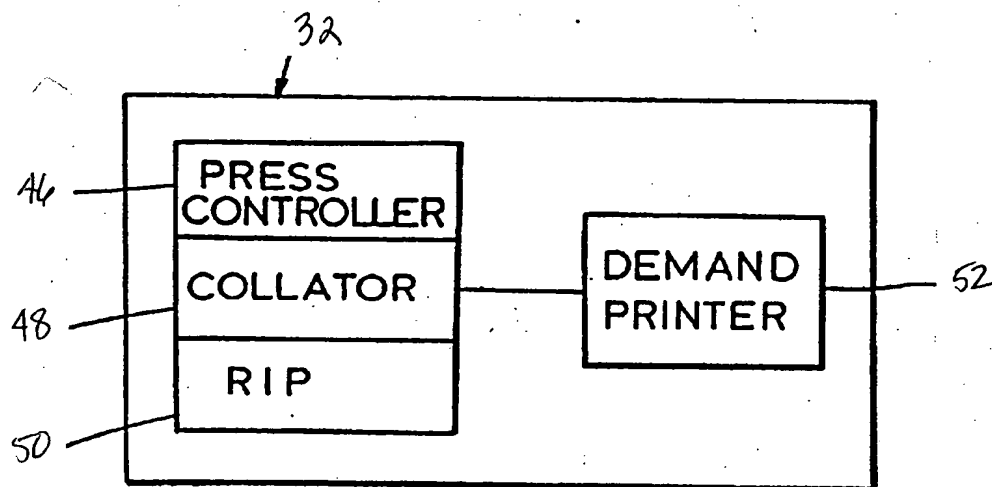 32
46
PRESS
CONTROLLER
48
COLLATOR
50
RIP
DEMAND
PRINTER
52